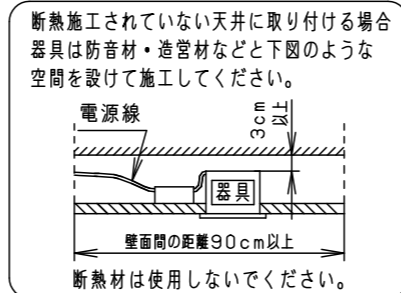 断熱施工されていない天井に取り付ける場合
器具は防音材・造営材などと下図のような
空間を設けて施工してください。
電源線
3cm
以上
器具
壁面間の距離90cm以上
断熱材は使用しないでください。